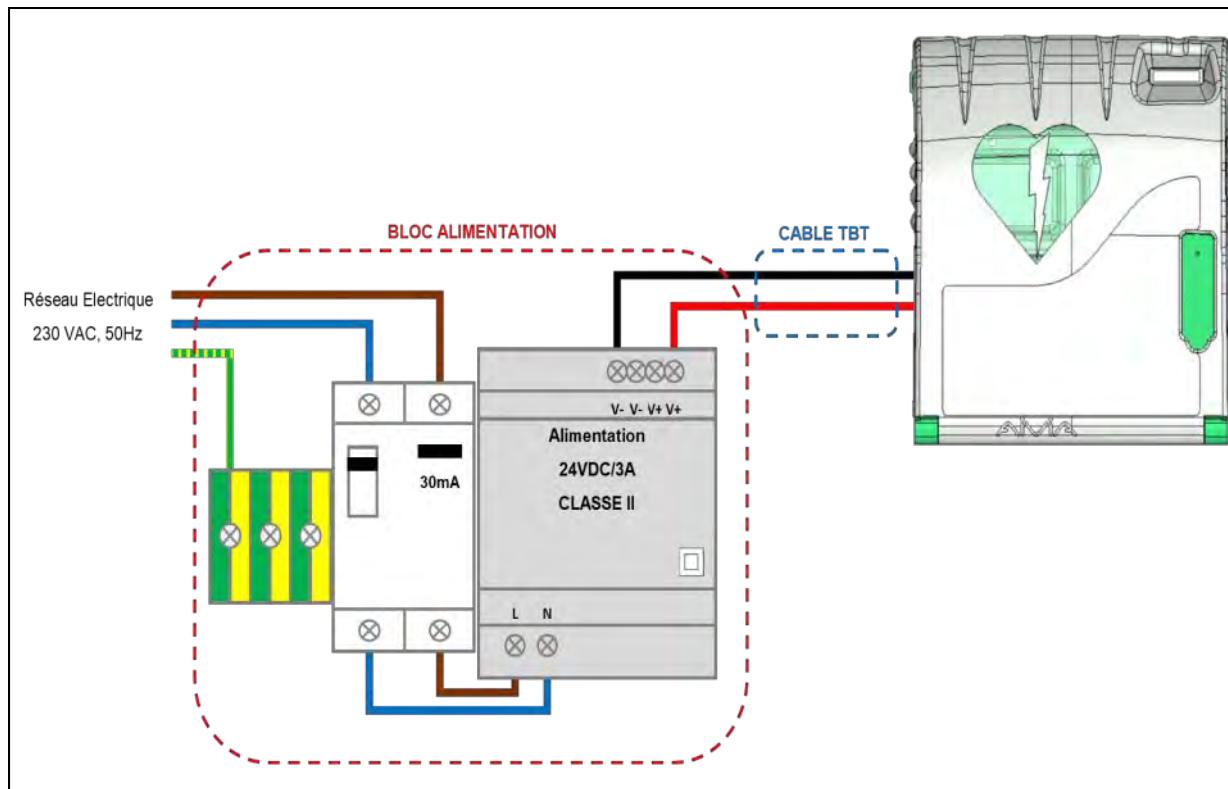 BLOC ALIMENTATION
CABLE TBT
Réseau Electrique
230 VAC, 50Hz
V- V- V+ V+
Alimentation
24VDC/3A
CLASSE II
30mA
L N